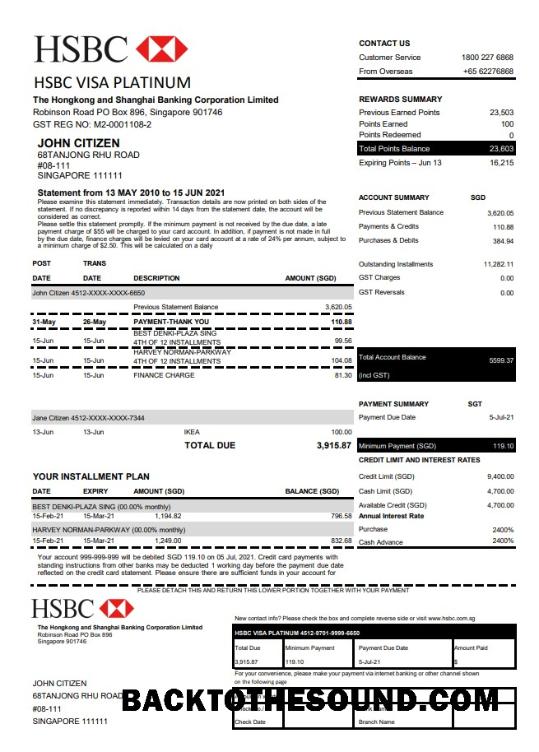 HSBC
HSBC VISA PLATINUM
The Hongkong and Shanghai Banking Corporation Limited
Robinson Road PO Box 896, Singapore 901746
GST REG NO: M2-0001108-2
JOHN CITIZEN
68TANJONG RHU ROAD
#08-111
SINGAPORE 111111
CONTACT US
Customer Service 1800 227 6868
From Overseas +65 62276868
REWARDS SUMMARY
Previous Earned Points 23,503
Points Earned 100
Points Redeemed 0
Total Points Balance 23,603
Expiring Points – Jun 13 16,215
Statement from 13 MAY 2010 to 15 JUN 2021
Please examine this statement immediately. Transaction details are now printed on both sides of the
statement. If no discrepancy is reported within 14 days from the statement date, the account will be
considered as correct.
Please settle this statement promptly. If the minimum payment is not received by the due date, a late
payment charge of $55 will be charged to your card account. In addition, if payment is not made in full
by the due date, finance charges will be levied on your card account at a rate of 24% per annum, subject to
a minimum charge of $2.50. This will be calculated on a daily
ACCOUNT SUMMARY SGD
Previous Statement Balance 3,620.05
Payments & Credits 110.88
Purchases & Debits 384.94
Outstanding Installments 11,282.11
GST Charges 0.00
GST Reversals 0.00
Total Account Balance 5599.37
(incl GST)
POST TRANS
DATE DATE DESCRIPTION AMOUNT (SGD)
John Citizen 4512-XXXX-XXXX-6650
Previous Statement Balance 3,620.05
31-May 26-May PAYMENT-THANK YOU 110.88
BEST DENKI-PLAZA SING
15-Jun 15-Jun 4TH OF 12 INSTALLMENTS 99.56
HARVEY NORMAN-PARKWAY
15-Jun 15-Jun 4TH OF 12 INSTALLMENTS 104.08
15-Jun 15-Jun FINANCE CHARGE 81.30
Jane Citizen 4512-XXXX-XXXX-7344
13-Jun 13-Jun IKEA 100.00
TOTAL DUE 3,915.87
PAYMENT SUMMARY SGT
Payment Due Date 5-Jul-21
Minimum Payment (SGD) 119.10
CREDIT LIMIT AND INTEREST RATES
Credit Limit (SGD) 9,400.00
Cash Limit (SGD) 4,700.00
Available Credit (SGD) 4,700.00
Annual Interest Rate
Purchase 2400%
Cash Advance 2400%
YOUR INSTALLMENT PLAN
DATE EXPIRY AMOUNT (SGD) BALANCE (SGD)
BEST DENKI-PLAZA SING (00.00% monthly)
15-Feb-21 15-Mar-21 1,194.82 796.58
HARVEY NORMAN-PARKWAY (00.00% monthly)
15-Feb-21 15-Mar-21 1,249.00 832.68
Your account 999-999-999 will be debited SGD 119.10 on 05 Jul, 2021. Credit card payments with
standing instructions from other banks may be deducted 1 working day before the payment due date
reflected on the credit card statement. Please ensure there are sufficient funds in your account for
PLEASE DETACH THIS AND RETURN THIS LOWER PORTION TOGETHER WITH YOUR PAYMENT
HSBC
The Hongkong and Shanghai Banking Corporation Limited
Robinson Road PO Box 896
Singapore 901746
New contact info? Please check the box and complete reverse side or visit www.hsbc.com.sg
HSBC VISA PLATINUM 4512-0701-9999-6650
Total Due Minimum Payment Payment Due Date Amount Paid
3,915.87 119.10 5-Jul-21 $
For your convenience, please make your payment via internet banking or other channel shown
on the following page
JOHN CITIZEN
68TANJONG RHU ROAD
#08-111
SINGAPORE 111111
BACKTOTHESOUND.COM
Check Date Branch Name